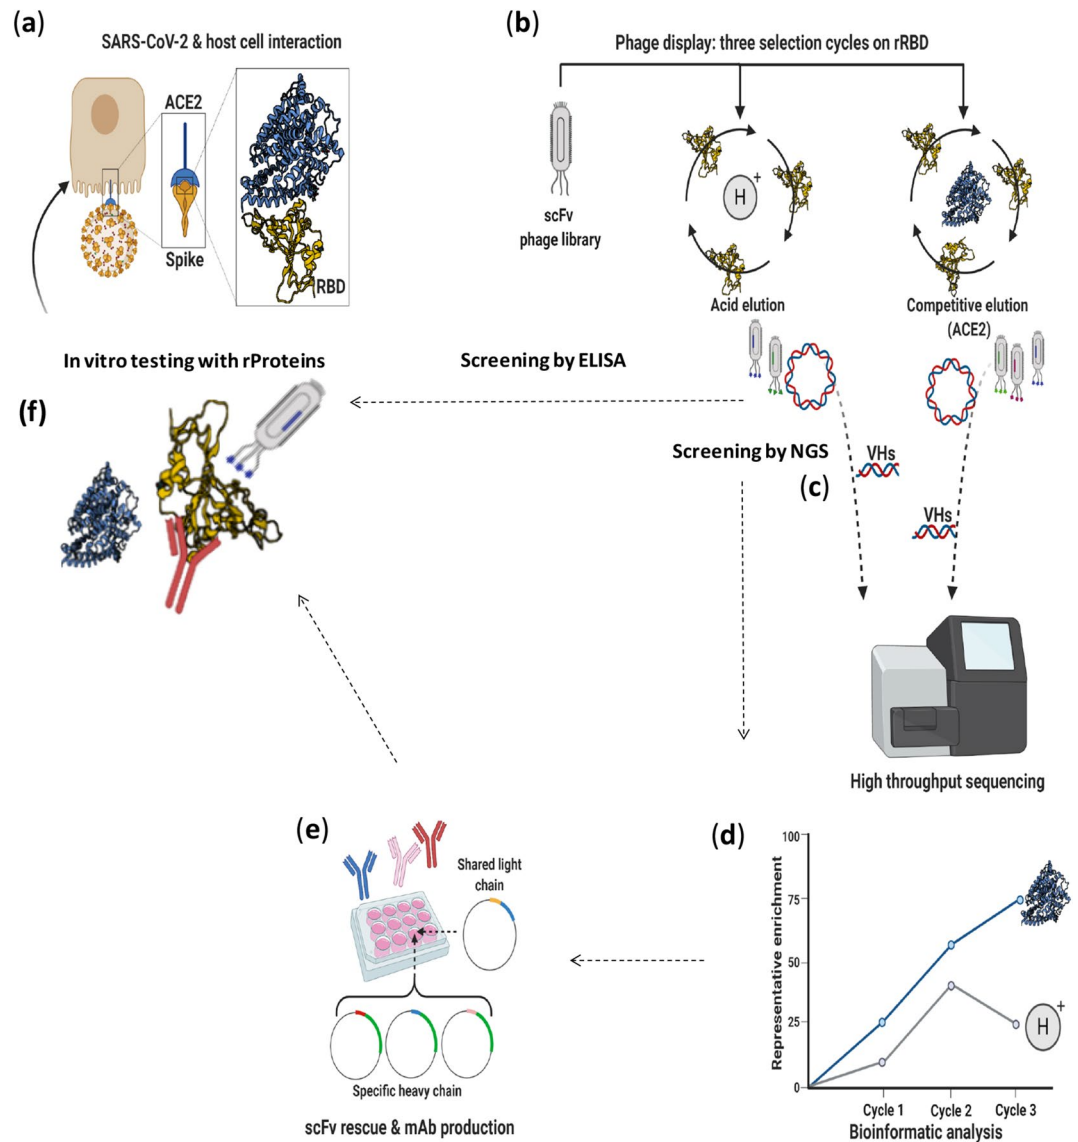 (a)
SARS-CoV-2 & host cell interaction
ACE2
Spike
RBD
(b)
Phage display: three selection cycles on rRBD
scFv
phage library
H+
Acid elution
Competitive elution
(ACE2)
In vitro testing with rProteins
Screening by ELISA
(f)
Screening by NGS
VHs
(c)
VHs
High throughput sequencing
(e)
Shared light
chain
Specific heavy chain
scFv rescue & mAb production
(d)
Representative enrichment
100
75
50
25
0
H+
Cycle 1
Cycle 2
Cycle 3
Bioinformatic analysis